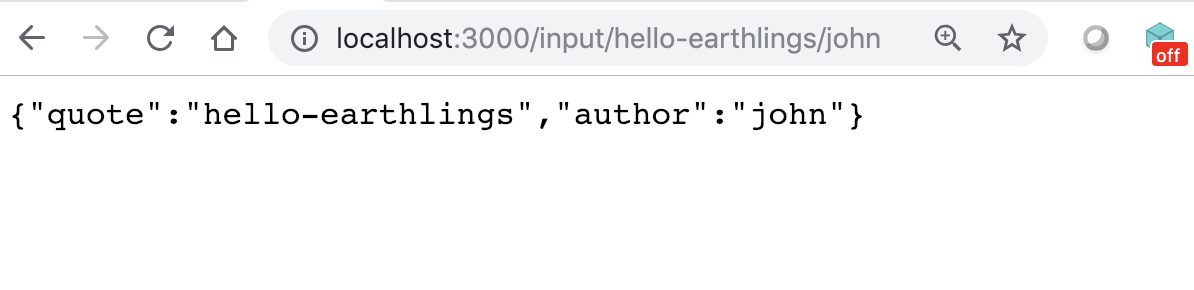 localhost:3000/input/hello-earthlings/john
off
{"quote":"hello-earthlings","author":"john"}